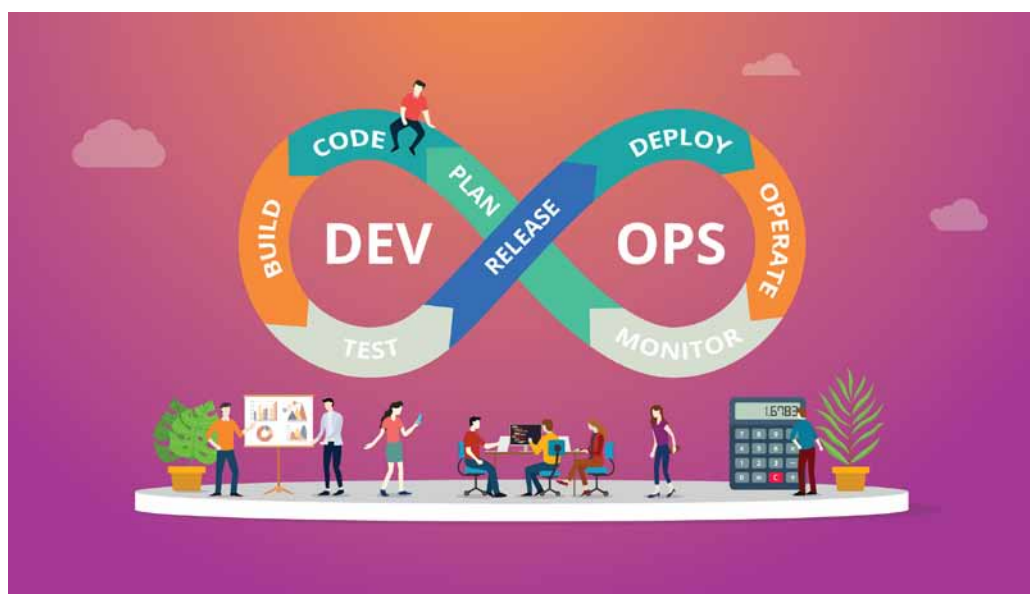 CODE
PLAN
BUILD
DEV
TEST
RELEASE
DEPLOY
OPERATE
OPS
MONITOR